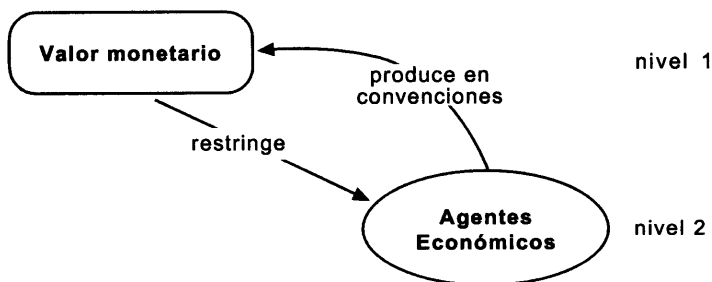 Valor monetario
produce en
convenciones
nivel 1
restringe
Agentes
Económicos
nivel 2